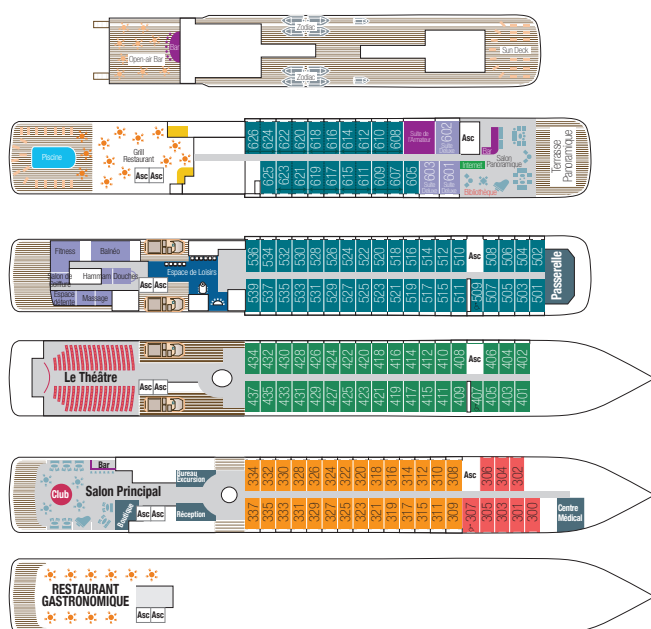 Zodiac
Bar
Open-air Bar
Sun Deck
Zodiac
626 624 622 620 618 616 614 612 610 608
Suite de
l'Armateur
602
Suite
Deluxe
Asc
Bar
Piscine
Grill
Restaurant
Asc Asc
625 623 621 619 617 615 611 609 607 605
603
Suite
Deluxe
601
Suite
Deluxe
Internet
Salon
Panoramique
Bibliothèque
Terrasse
Panoramique
Fitness
Balnéo
536 534 532 530 528 526 524 522 520 518 516 514 512 510
Asc
508 506 504 502
Salon de
Coiffure
Hammam
Douches
Espace de Loisirs
Asc Asc
Espace
détente
Massage
539 537 535 533 531 529 527 525 523 521 519 517 515 511 509 507 505 503 501
Passerelle
434 432 430 428 426 424 422 420 418 416 414 412 410 408
Asc
406 404 402
Le Théâtre
Asc Asc
437 435 433 431 429 427 425 423 421 419 417 415 411 409 407 405 403 401
Bar
Bureau
Excursion
334 332 330 328 326 324 322 320 318 316 314 312 310 308
Asc
306 304 302
Club
Salon Principal
Boutique
Asc Asc
Réception
337 335 333 331 329 327 325 323 321 319 317 315 311 309 307 305 303 301 300
Centre
Médical
RESTAURANT
GASTRONOMIQUE
Asc Asc